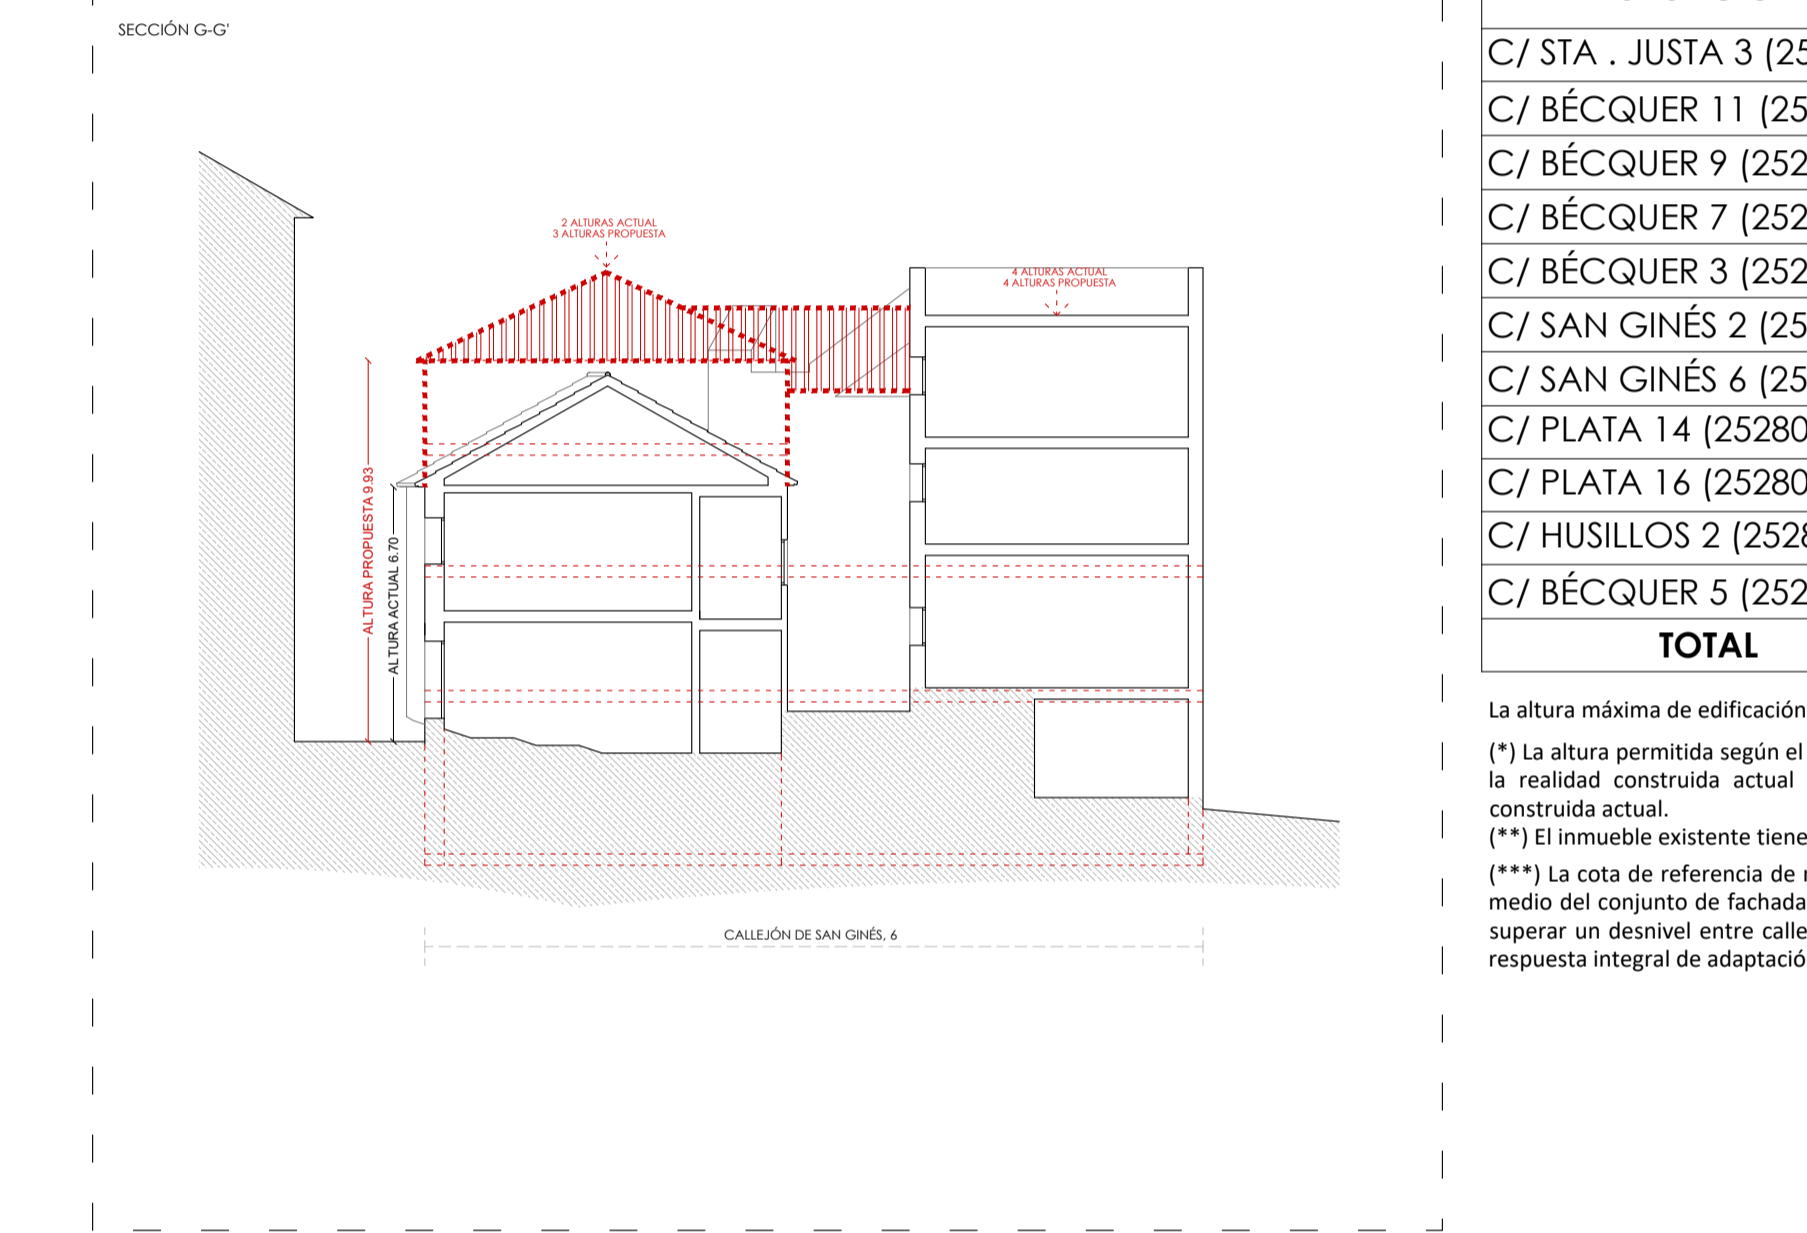 SECCIÓN G-G'
2 ALTURAS ACTUAL
3 ALTURAS PROPUESTA
4 ALTURAS ACTUAL
4 ALTURAS PROPUESTA
ALTURA PROPUESTA 9.93
ALTURA ACTUAL 6.70
CALLEJÓN DE SAN GINÉS, 6
C/ STA . JUSTA 3 (25
C/ BÉCQUER 11 (25
C/ BÉCQUER 9 (252
C/ BÉCQUER 7 (252
C/ BÉCQUER 3 (252
C/ SAN GINÉS 2 (25
C/ SAN GINÉS 6 (25
C/ PLATA 14 (25280
C/ PLATA 16 (25280
C/ HUSILLOS 2 (2528
C/ BÉCQUER 5 (252
TOTAL
La altura máxima de edificación
(*) La altura permitida según el
la realidad construida actual
construida actual.
(**) El inmueble existente tiene
(***) La cota de referencia de
medio del conjunto de fachada
superar un desnivel entre calle
respuesta integral de adaptació